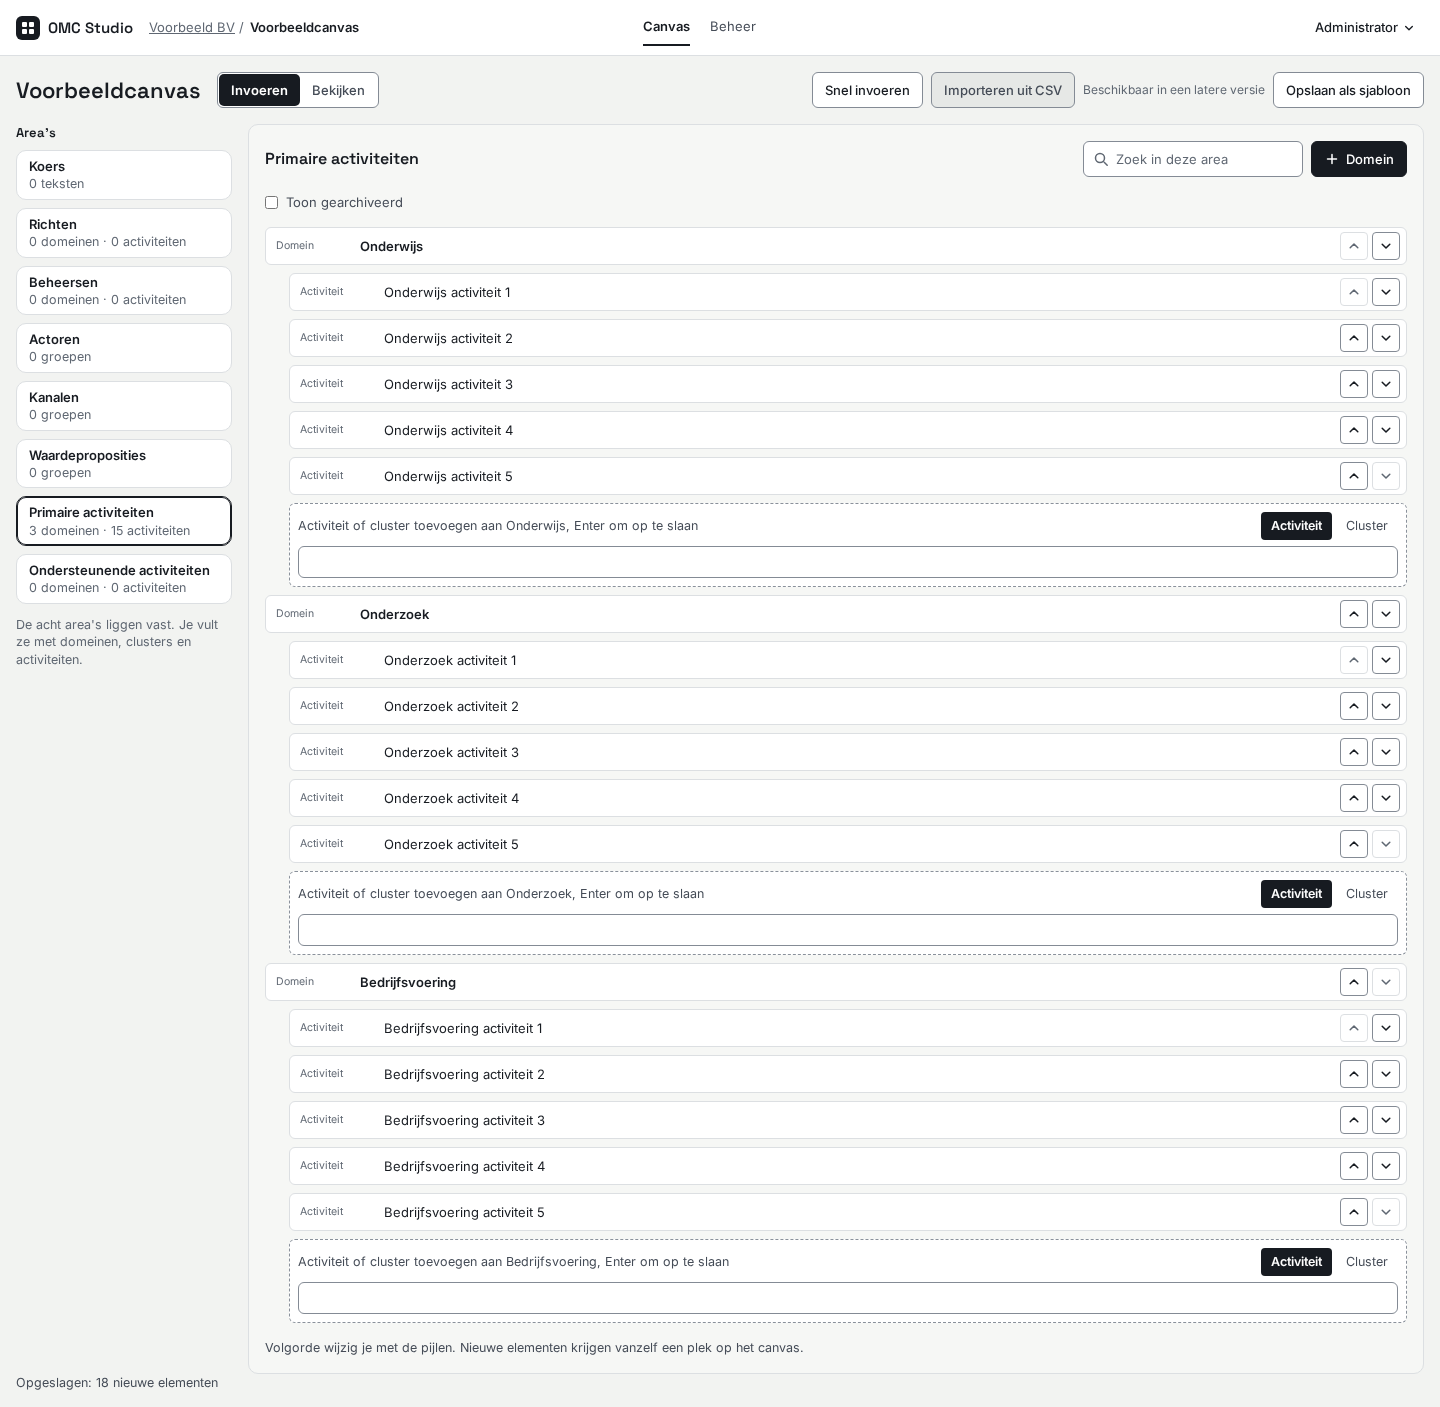 OMC Studio
Voorbeeld BV / Voorbeeldcanvas
Canvas
Beheer
Administrator
Voorbeeldcanvas
Invoeren
Bekijken
Snel invoeren
Importeren uit CSV
Beschikbaar in een latere versie
Opslaan als sjabloon
Area's
Koers
0 teksten
Richten
0 domeinen · 0 activiteiten
Beheersen
0 domeinen · 0 activiteiten
Actoren
0 groepen
Kanalen
0 groepen
Waardeproposities
0 groepen
Primaire activiteiten
3 domeinen · 15 activiteiten
Ondersteunende activiteiten
0 domeinen · 0 activiteiten
De acht area's liggen vast. Je vult
ze met domeinen, clusters en
activiteiten.
Opgeslagen: 18 nieuwe elementen
Primaire activiteiten
Zoek in deze area
+ Domein
Toon gearchiveerd
Domein Onderwijs
Activiteit Onderwijs activiteit 1
Activiteit Onderwijs activiteit 2
Activiteit Onderwijs activiteit 3
Activiteit Onderwijs activiteit 4
Activiteit Onderwijs activiteit 5
Activiteit of cluster toevoegen aan Onderwijs, Enter om op te slaan
Activiteit
Cluster
Domein Onderzoek
Activiteit Onderzoek activiteit 1
Activiteit Onderzoek activiteit 2
Activiteit Onderzoek activiteit 3
Activiteit Onderzoek activiteit 4
Activiteit Onderzoek activiteit 5
Activiteit of cluster toevoegen aan Onderzoek, Enter om op te slaan
Activiteit
Cluster
Domein Bedrijfsvoering
Activiteit Bedrijfsvoering activiteit 1
Activiteit Bedrijfsvoering activiteit 2
Activiteit Bedrijfsvoering activiteit 3
Activiteit Bedrijfsvoering activiteit 4
Activiteit Bedrijfsvoering activiteit 5
Activiteit of cluster toevoegen aan Bedrijfsvoering, Enter om op te slaan
Activiteit
Cluster
Volgorde wijzig je met de pijlen. Nieuwe elementen krijgen vanzelf een plek op het canvas.